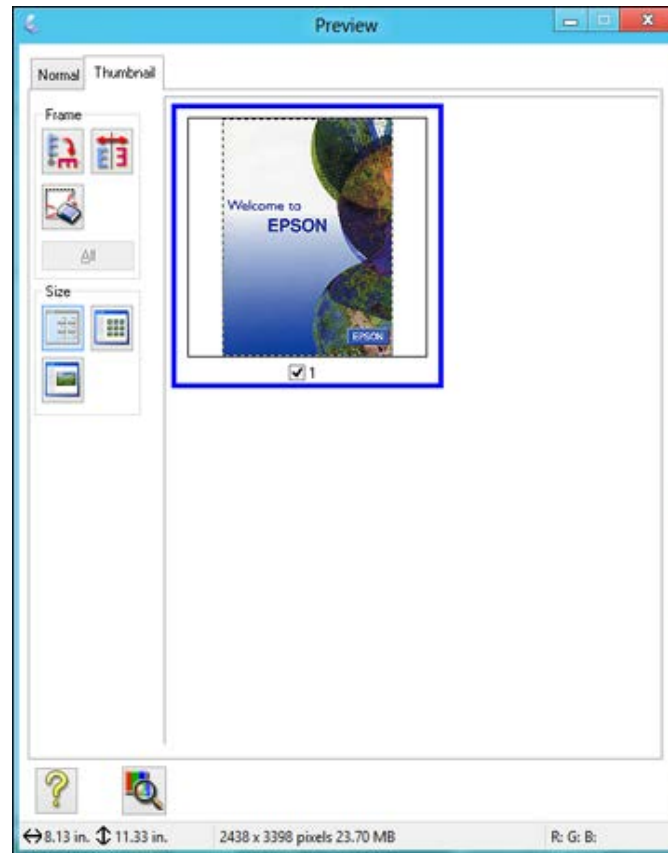 Preview
Normal Thumbnail
Frame
All
Size
Welcome to
EPSON
EPSON
1
8.13 in. 11.33 in. 2438 x 3398 pixels 23.70 MB R: G: B: